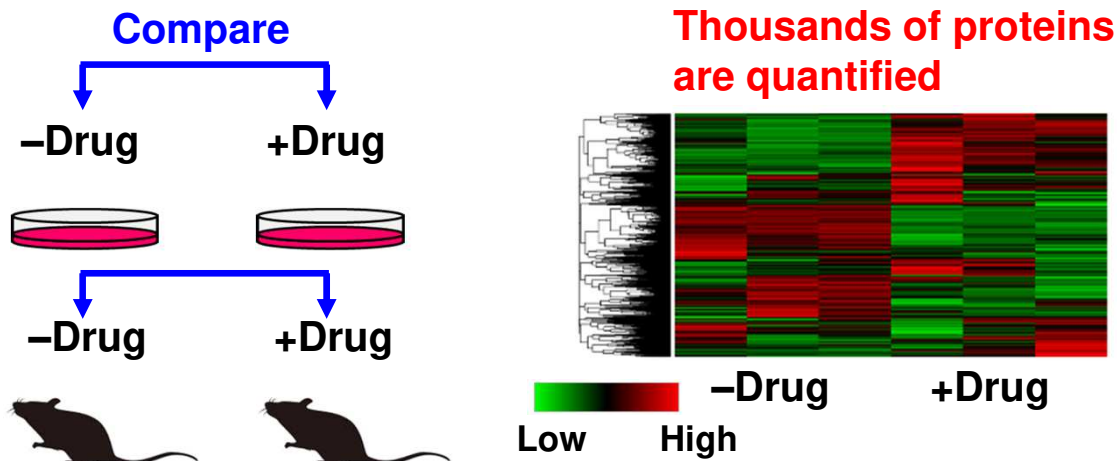 Compare
–Drug
+Drug
–Drug
+Drug
Thousands of proteins
are quantified
–Drug
+Drug
Low
High